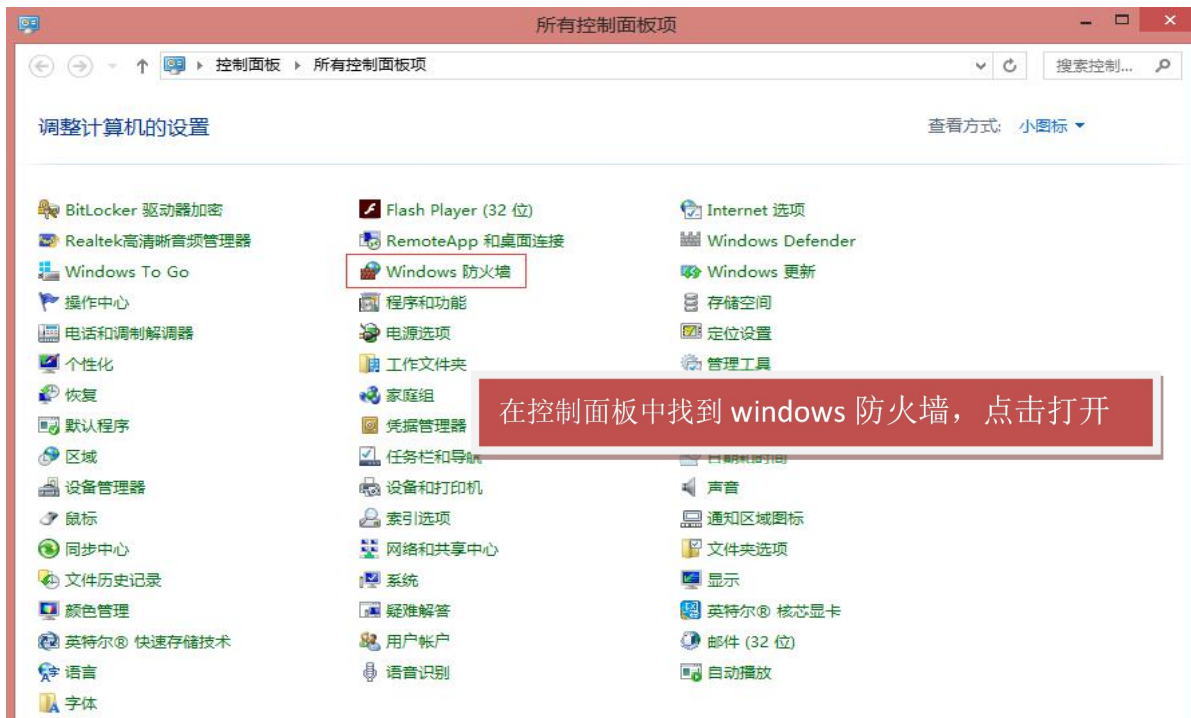 所有控制面板项
控制面板 所有控制面板项
搜索控制...
调整计算机的设置
查看方式: 小图标
BitLocker 驱动器加密
Flash Player (32 位)
Internet 选项
Realtek高清晰音频管理器
RemoteApp 和桌面连接
Windows Defender
Windows To Go
Windows 防火墙
Windows 更新
操作中心
程序和功能
存储空间
电话和调制解调器
电源选项
定位设置
个性化
工作文件夹
管理工具
恢复
家庭组
在控制面板中找到 windows 防火墙，点击打开
默认程序
凭据管理器
区域
任务栏和导航
日期和时间
设备管理器
设备和打印机
声音
鼠标
索引选项
通知区域图标
同步中心
网络和共享中心
文件夹选项
文件历史记录
系统
显示
颜色管理
疑难解答
英特尔® 核芯显卡
英特尔® 快速存储技术
用户帐户
邮件 (32 位)
语言
语音识别
自动播放
字体